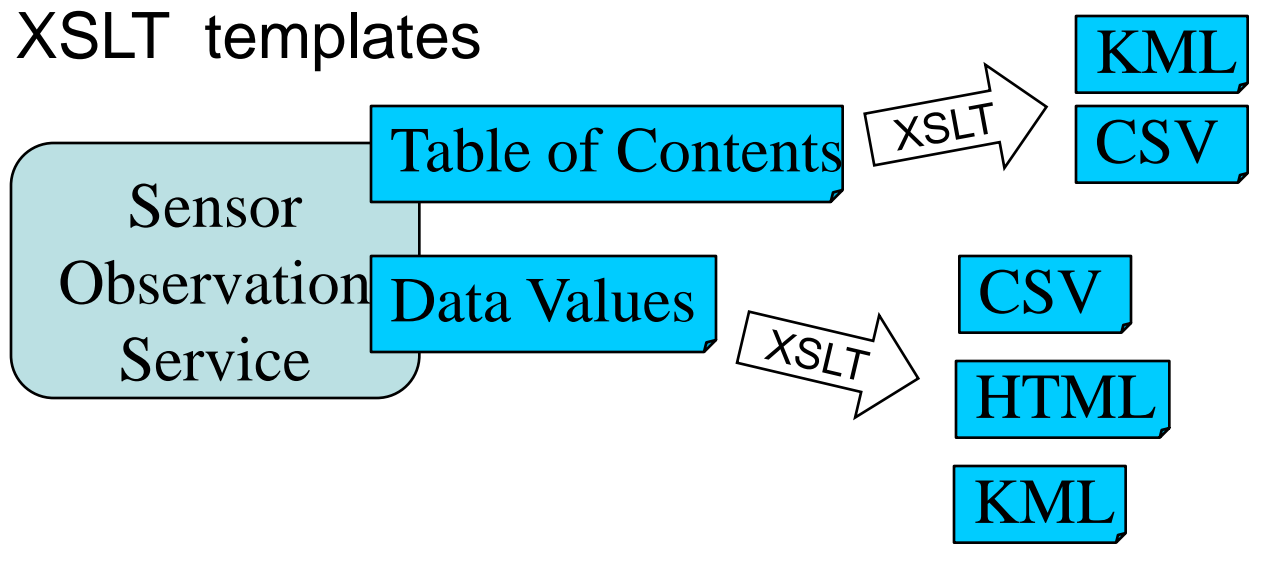 XSLT templates
Sensor
Observation
Service
Table of Contents
XSLT
KML
CSV
Data Values
XSLT
CSV
HTML
KML